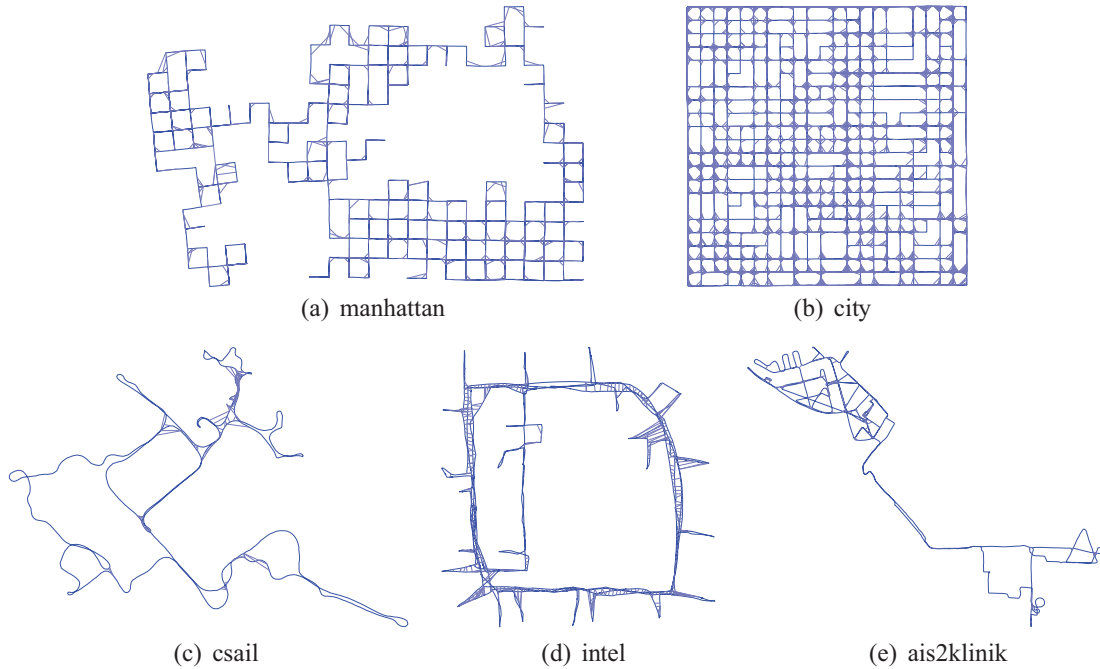 (a) manhattan
(b) city
(c) csail
(d) intel
(e) ais2klinik